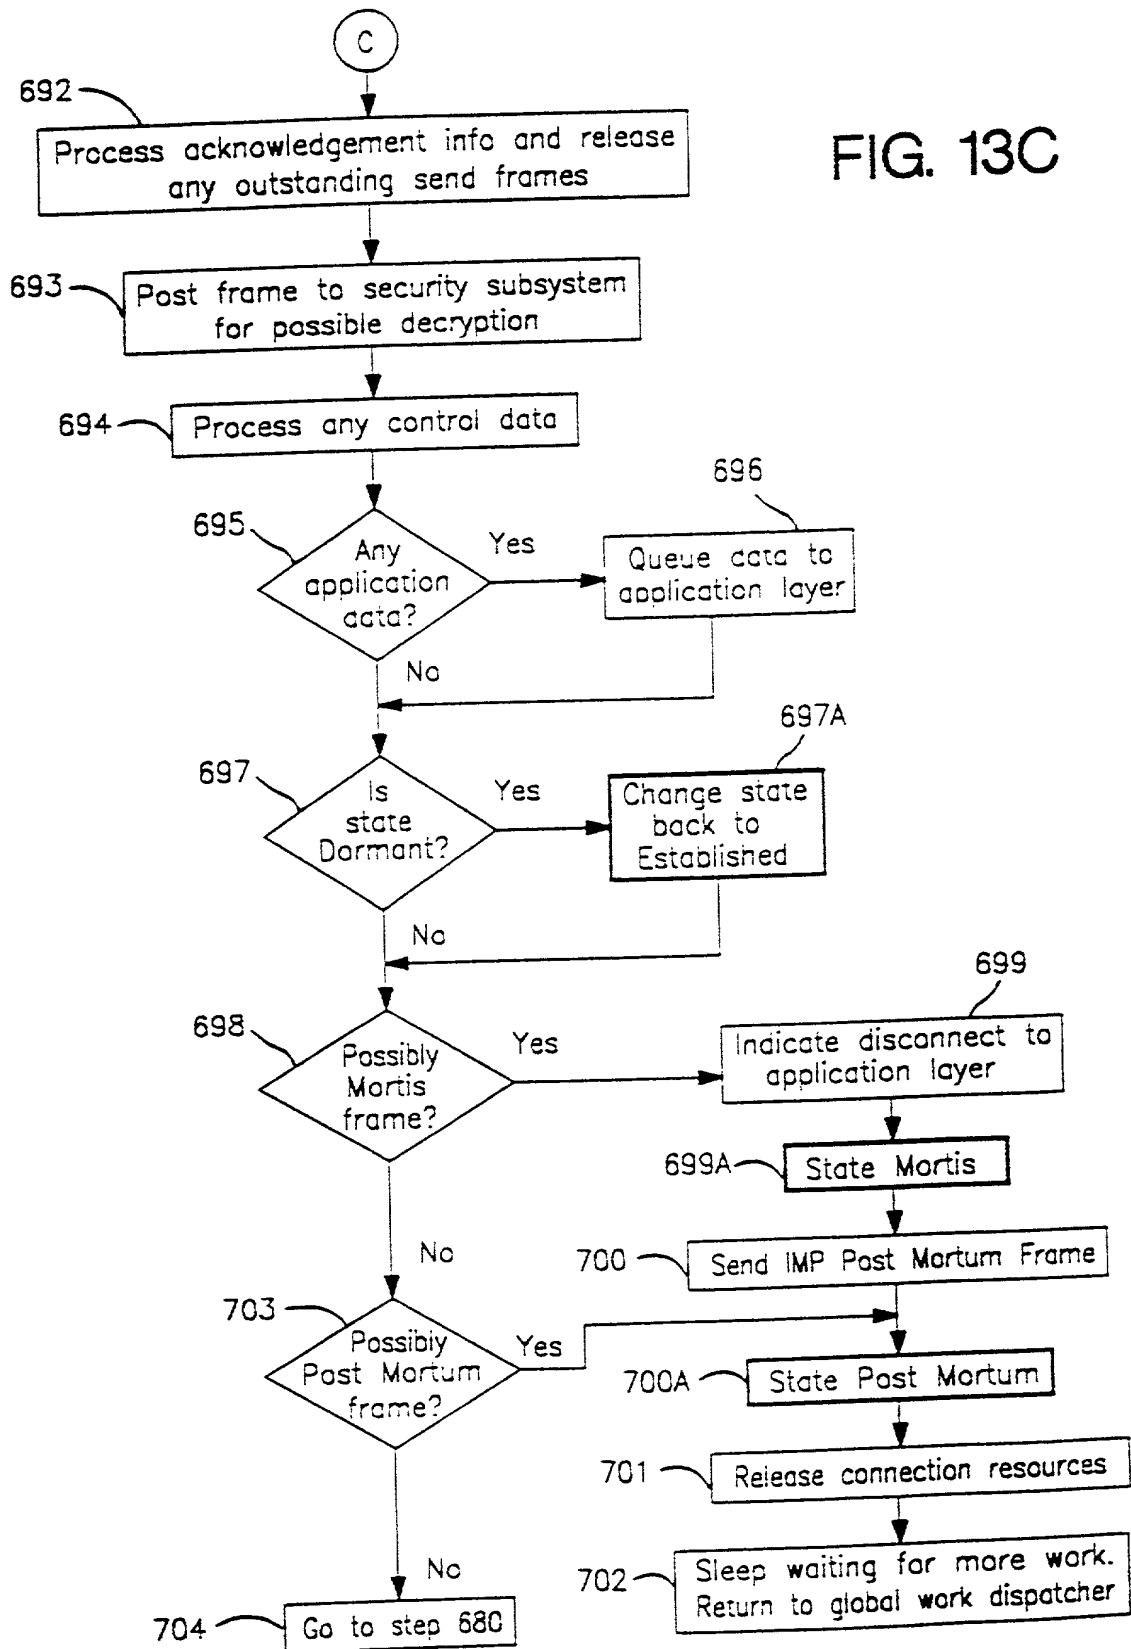 C
692
Process acknowledgement info and release
any outstanding send frames
FIG. 13C
693
Post frame to security subsystem
for possible decryption
694
Process any control data
695
Any
application
data?
Yes
696
Queue data to
application layer
No
697
Is
state
Dormant?
Yes
697A
Change state
back to
Established
No
698
Possibly
Mortis
frame?
Yes
699
Indicate disconnect to
application layer
699A
State Mortis
No
700
Send IMP Post Mortum Frame
703
Possibly
Post Mortum
frame?
Yes
700A
State Post Mortum
701
Release connection resources
No
702
Sleep waiting for more work.
Return to global work dispatcher
704
Go to step 680